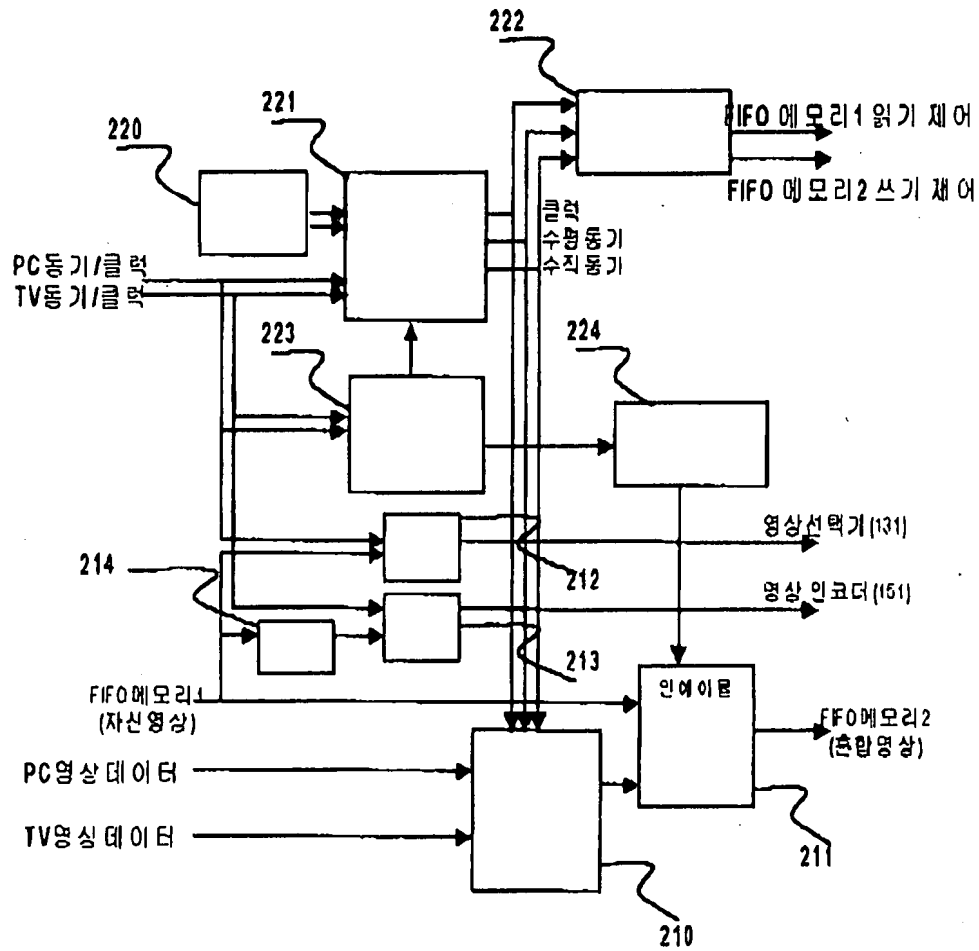 222
221
FIFO 메모리1 읽기 제어
220
FIFO 메모리2 쓰기 제어
클럭
수평동기
수직동기
PC동기/클럭
TV동기/클럭
223
224
영상선택기(131)
214
212
영상 인코더(151)
213
FIFO메모리1
(자신영상)
인에이블
FIFO메모리2
(혼합영상)
PC영상데이터
TV영상데이터
211
210